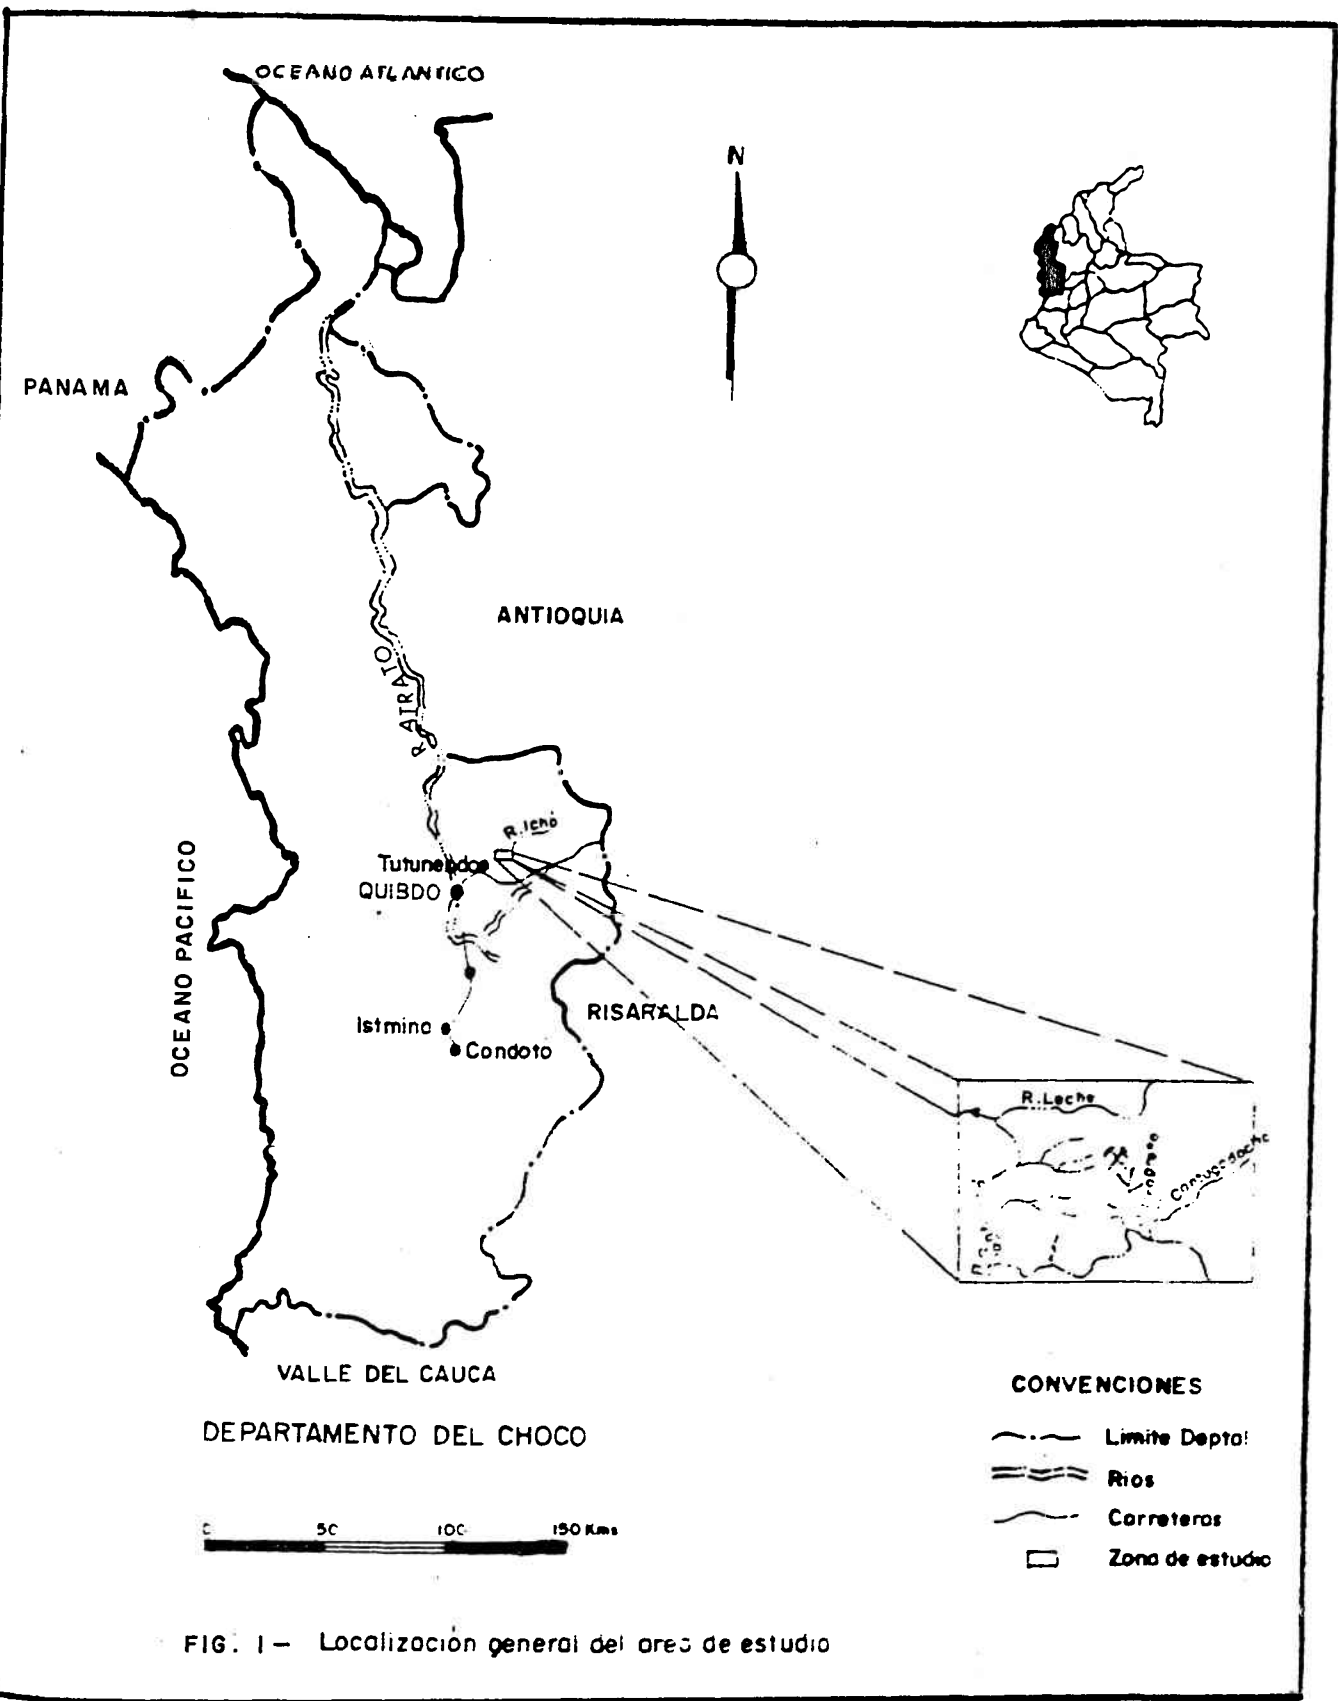 OCEANO ATLANTICO
N
PANAMA
ANTIOQUIA
R. ATRATO
R. Ichó
Tutunendo
QUIBDO
OCEANO PACIFICO
RISARALDA
Istmina
Condoto
R. Leche
VALLE DEL CAUCA
CONVENCIONES
DEPARTAMENTO DEL CHOCO
Limite Deptal
Rios
Carreteras
0 50 100 150 Kms
Zona de estudio
FIG. 1- Localización general del area de estudio